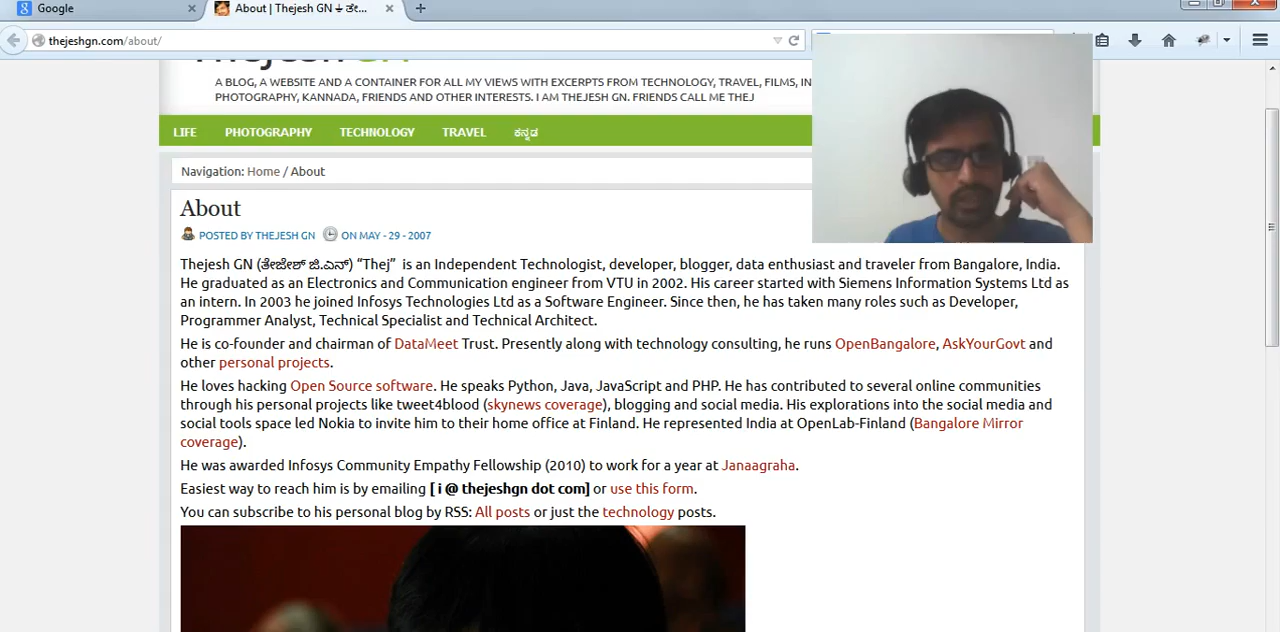 Google
About | Thejesh GN ⏚ ತೇ...
thejeshgn.com/about/
A BLOG, A WEBSITE AND A CONTAINER FOR ALL MY VIEWS WITH EXCERPTS FROM TECHNOLOGY, TRAVEL, FILMS, IN
PHOTOGRAPHY, KANNADA, FRIENDS AND OTHER INTERESTS. I AM THEJESH GN. FRIENDS CALL ME THEJ
LIFE PHOTOGRAPHY TECHNOLOGY TRAVEL ಕನ್ನಡ
Navigation: Home / About
About
POSTED BY THEJESH GN ON MAY - 29 - 2007
Thejesh GN (ತೇಜೇಶ್ ಜಿ.ಎನ್) “Thej” is an Independent Technologist, developer, blogger, data enthusiast and traveler from Bangalore, India.
He graduated as an Electronics and Communication engineer from VTU in 2002. His career started with Siemens Information Systems Ltd as
an intern. In 2003 he joined Infosys Technologies Ltd as a Software Engineer. Since then, he has taken many roles such as Developer,
Programmer Analyst, Technical Specialist and Technical Architect.
He is co-founder and chairman of DataMeet Trust. Presently along with technology consulting, he runs OpenBangalore, AskYourGovt and
other personal projects.
He loves hacking Open Source software. He speaks Python, Java, JavaScript and PHP. He has contributed to several online communities
through his personal projects like tweet4blood (skynews coverage), blogging and social media. His explorations into the social media and
social tools space led Nokia to invite him to their home office at Finland. He represented India at OpenLab-Finland (Bangalore Mirror
coverage).
He was awarded Infosys Community Empathy Fellowship (2010) to work for a year at Janaagraha.
Easiest way to reach him is by emailing [ i @ thejeshgn dot com] or use this form.
You can subscribe to his personal blog by RSS: All posts or just the technology posts.